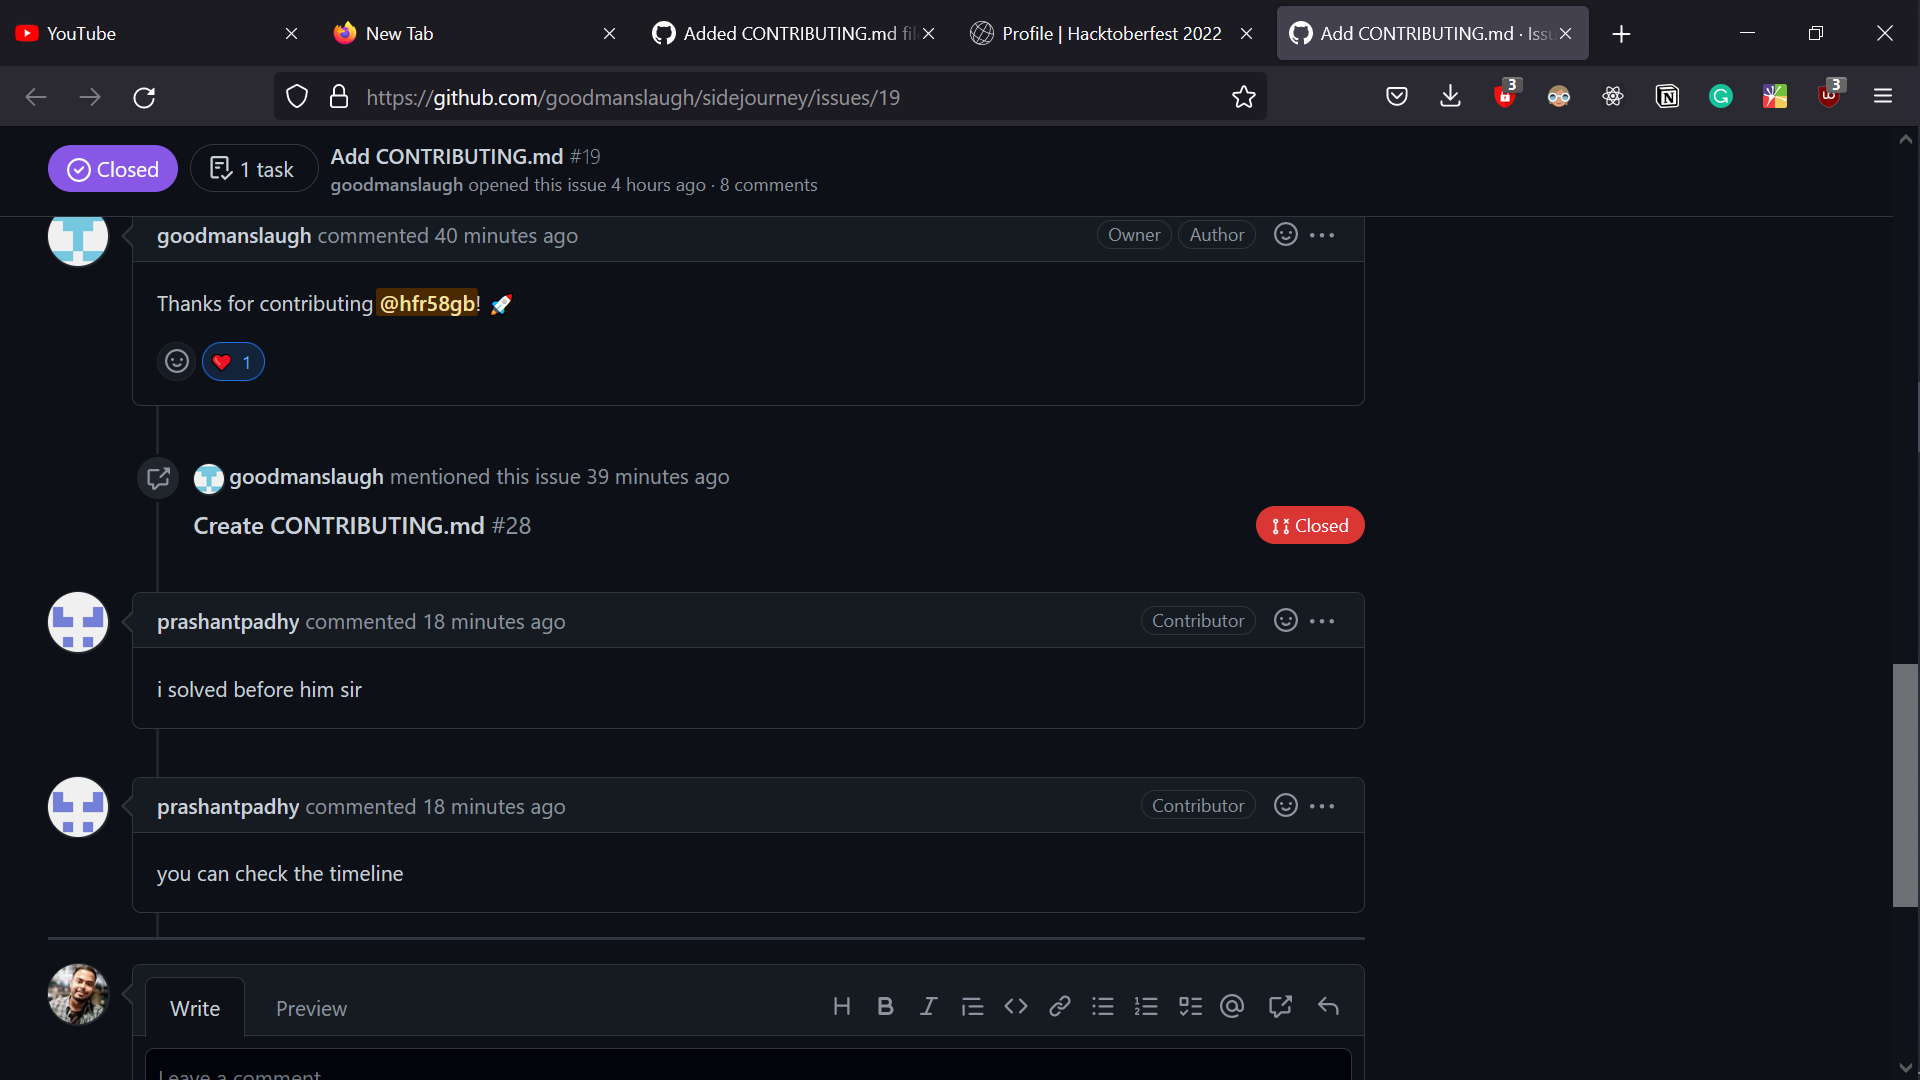 YouTube
New Tab
Added CONTRIBUTING.md fil
Profile | Hacktoberfest 2022
Add CONTRIBUTING.md · Issu
https://github.com/goodmanslaugh/sidejourney/issues/19
3
3
Closed
1 task
Add CONTRIBUTING.md #19
goodmanslaugh opened this issue 4 hours ago · 8 comments
goodmanslaugh commented 40 minutes ago
Owner
Author
Thanks for contributing @hfr58gb! 🚀
❤️ 1
goodmanslaugh mentioned this issue 39 minutes ago
Create CONTRIBUTING.md #28
Closed
prashantpadhy commented 18 minutes ago
Contributor
i solved before him sir
prashantpadhy commented 18 minutes ago
Contributor
you can check the timeline
Write
Preview
Leave a comment